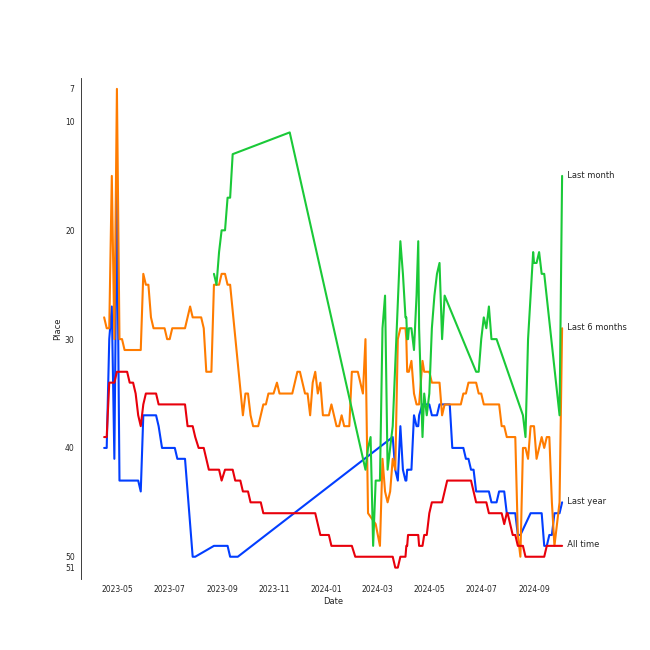 7
10
20
30
40
50
51
Place
2023-05
2023-07
2023-09
2023-11
2024-01
2024-03
2024-05
2024-07
2024-09
Date
Last month
Last 6 months
Last year
All time